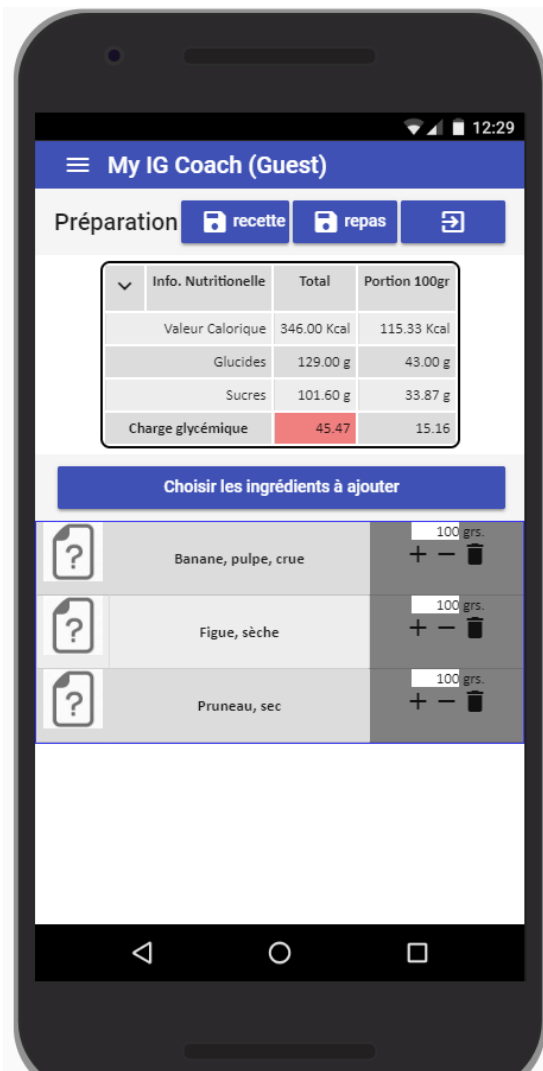 12:29
My IG Coach (Guest)
Préparation recette repas
Info. Nutritionelle Total Portion 100gr
Valeur Calorique 346.00 Kcal 115.33 Kcal
Glucides 129.00 g 43.00 g
Sucres 101.60 g 33.87 g
Charge glycémique 45.47 15.16
Choisir les ingrédients à ajouter
100 grs.
Banane, pulpe, crue
100 grs.
Figue, sèche
100 grs.
Pruneau, sec